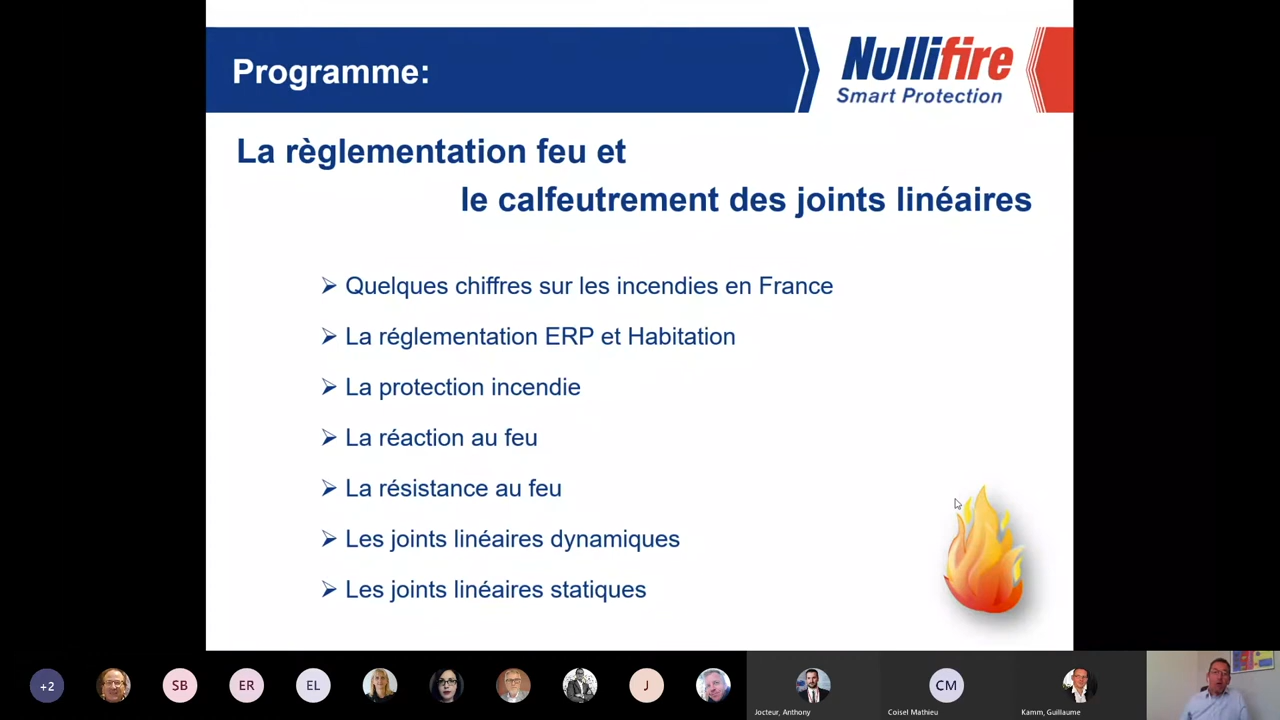 Programme:
Nullifire
Smart Protection
La règlementation feu et
le calfeutrement des joints linéaires
➢ Quelques chiffres sur les incendies en France
➢ La réglementation ERP et Habitation
➢ La protection incendie
➢ La réaction au feu
➢ La résistance au feu
➢ Les joints linéaires dynamiques
➢ Les joints linéaires statiques
+2
SB
ER
EL
J
CM
Jocteur, Anthony
Coisel Mathieu
Kamm, Guillaume